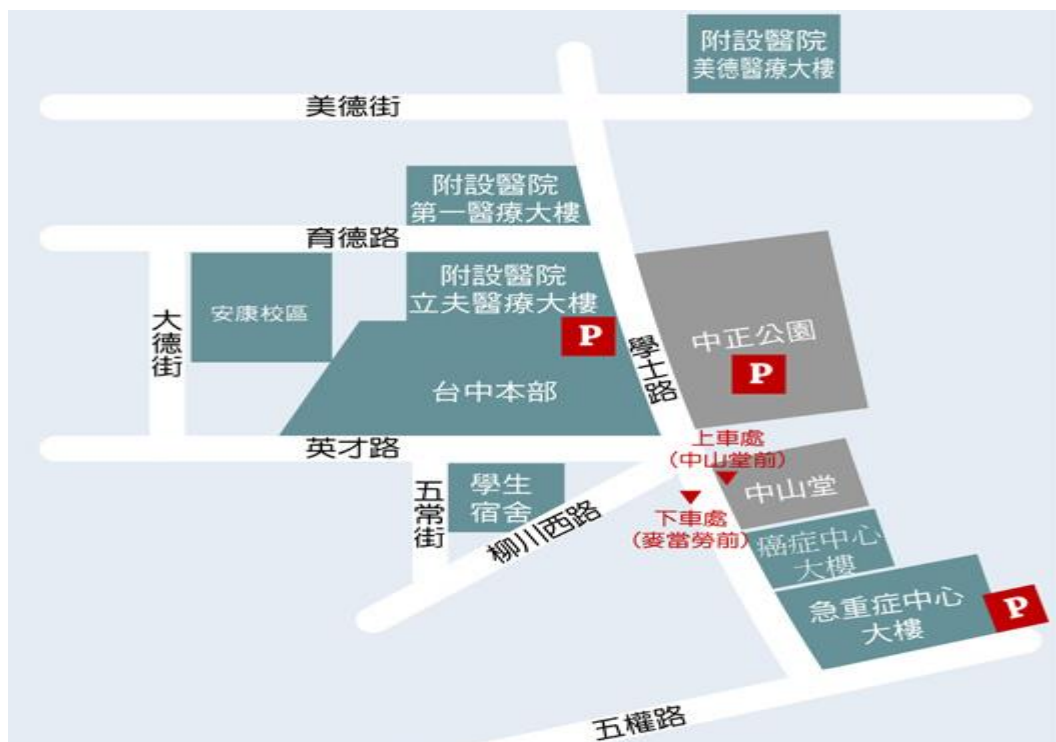 附設醫院
美德醫療大樓
美德街
附設醫院
第一醫療大樓
育德路
附設醫院
立夫醫療大樓
安康校區
大德街
P
學士路
中正公園
P
台中本部
英才路
上車處
(中山堂前)
中山堂
五常街
學生
宿舍
柳川西路
下車處
(麥當勞前)
癌症中心
大樓
急重症中心
大樓
P
五權路